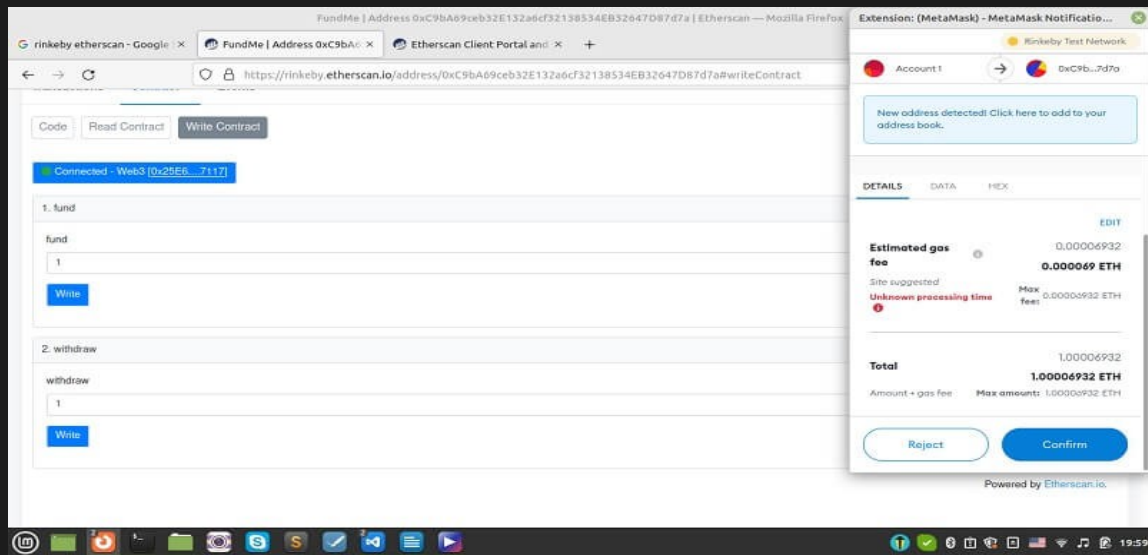 FundMe | Address 0xC9bA69ceb32E132a6cf32138534EB32647D87d7a | Etherscan — Mozilla Firefox
rinkeby etherscan - Google
FundMe | Address 0xC9bA
Etherscan Client Portal and
https://rinkeby.etherscan.io/address/0xC9bA69ceb32E132a6cf32138534EB32647D87d7a#writeContract
Code
Read Contract
Write Contract
Connected - Web3 [0x25E6....7117]
1. fund
fund
1
Write
2. withdraw
withdraw
1
Write
Powered by Etherscan.io.
Extension: (MetaMask) - MetaMask Notificatio...
Rinkeby Test Network
Account 1
0xC9b...7d7a
New address detected! Click here to add to your
address book.
DETAILS
DATA
HEX
EDIT
Estimated gas
fee
0.00006932
0.000069 ETH
Site suggested
Unknown processing time
Max
fee: 0.00006932 ETH
Total
1.00006932
1.00006932 ETH
Amount + gas fee
Max amount: 1.00006932 ETH
Reject
Confirm
19:59